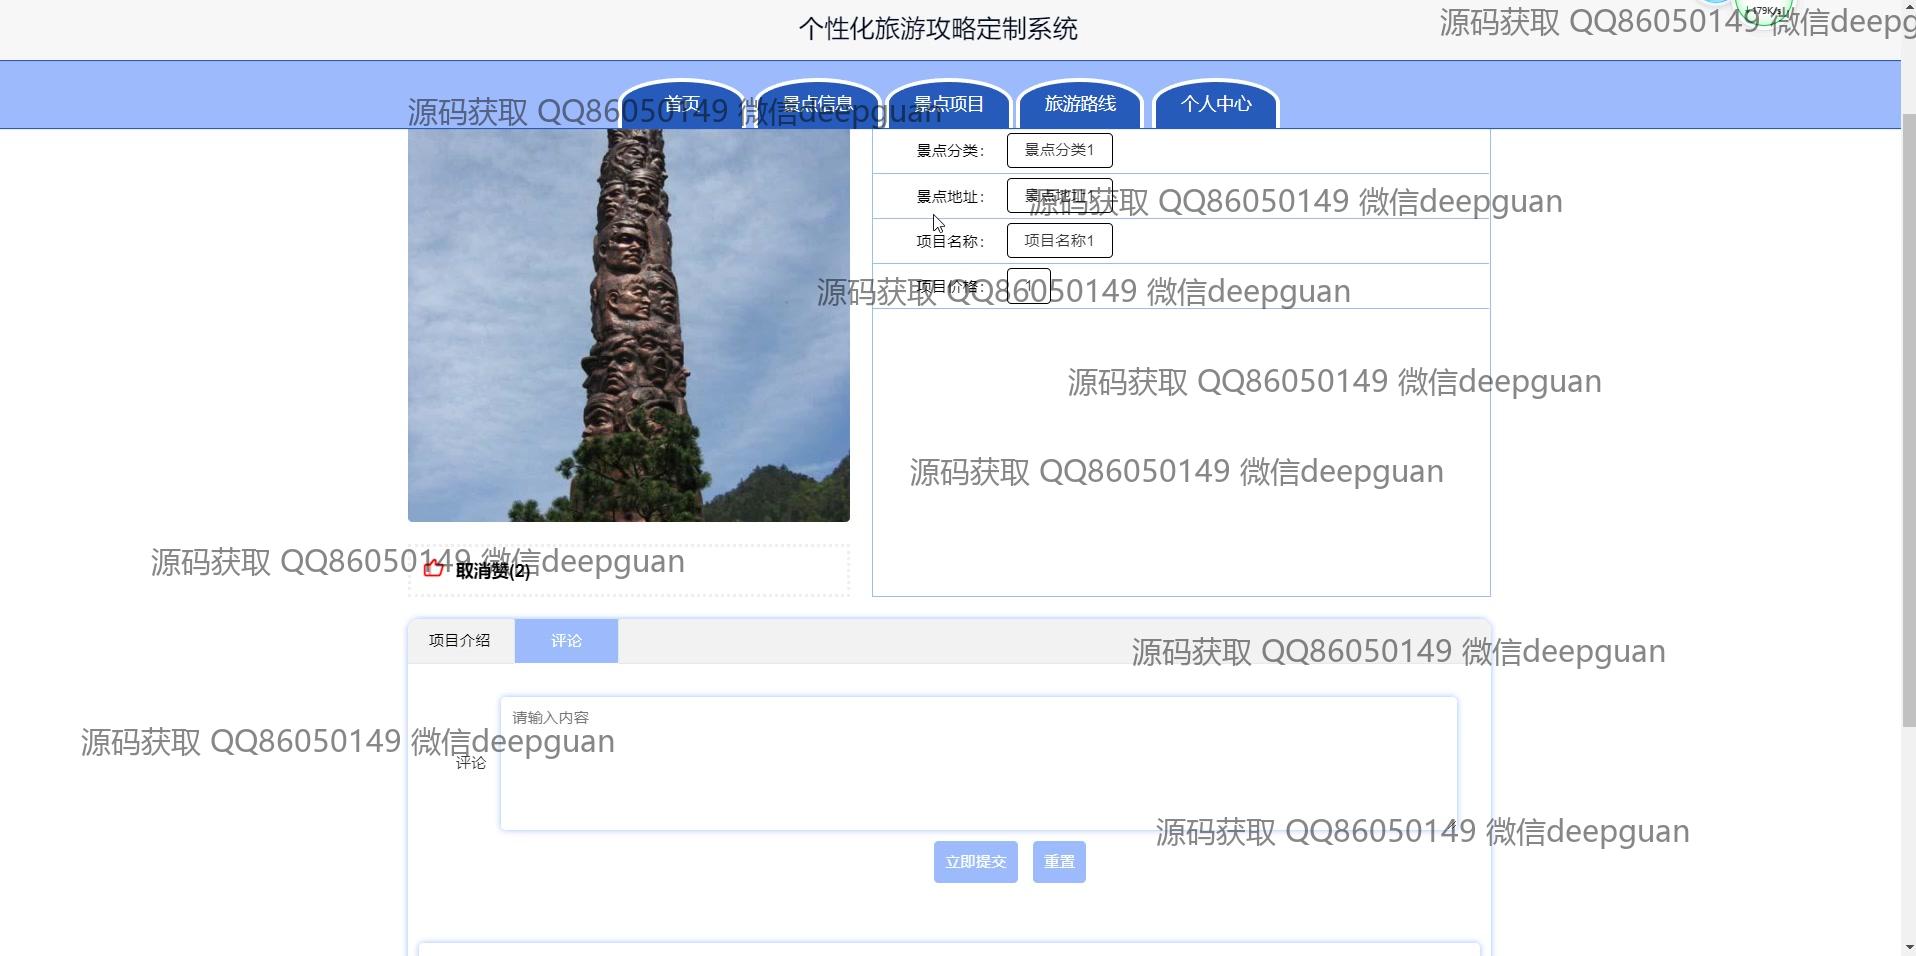 个性化旅游攻略定制系统
源码获取 QQ86050149 微信deepg
首页
景点信息
景点项目
旅游路线
个人中心
源码获取 QQ86050149 微信deepguan
景点分类：
景点分类1
景点地址：
景点地址1
源码获取 QQ86050149 微信deepguan
项目名称：
项目名称1
项目价格：
1
源码获取 QQ86050149 微信deepguan
源码获取 QQ86050149 微信deepguan
源码获取 QQ86050149 微信deepguan
源码获取 QQ86050149 微信deepguan
取消赞(2)
项目介绍
评论
源码获取 QQ86050149 微信deepguan
请输入内容
源码获取 QQ86050149 微信deepguan
评论
源码获取 QQ86050149 微信deepguan
立即提交
重置